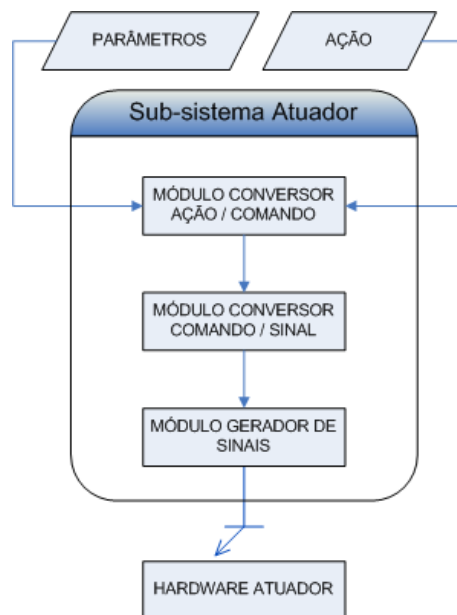 PARÂMETROS
AÇÃO
Sub-sistema Atuador
MÓDULO CONVERSOR
AÇÃO / COMANDO
MÓDULO CONVERSOR
COMANDO / SINAL
MÓDULO GERADOR DE
SINAIS
HARDWARE ATUADOR